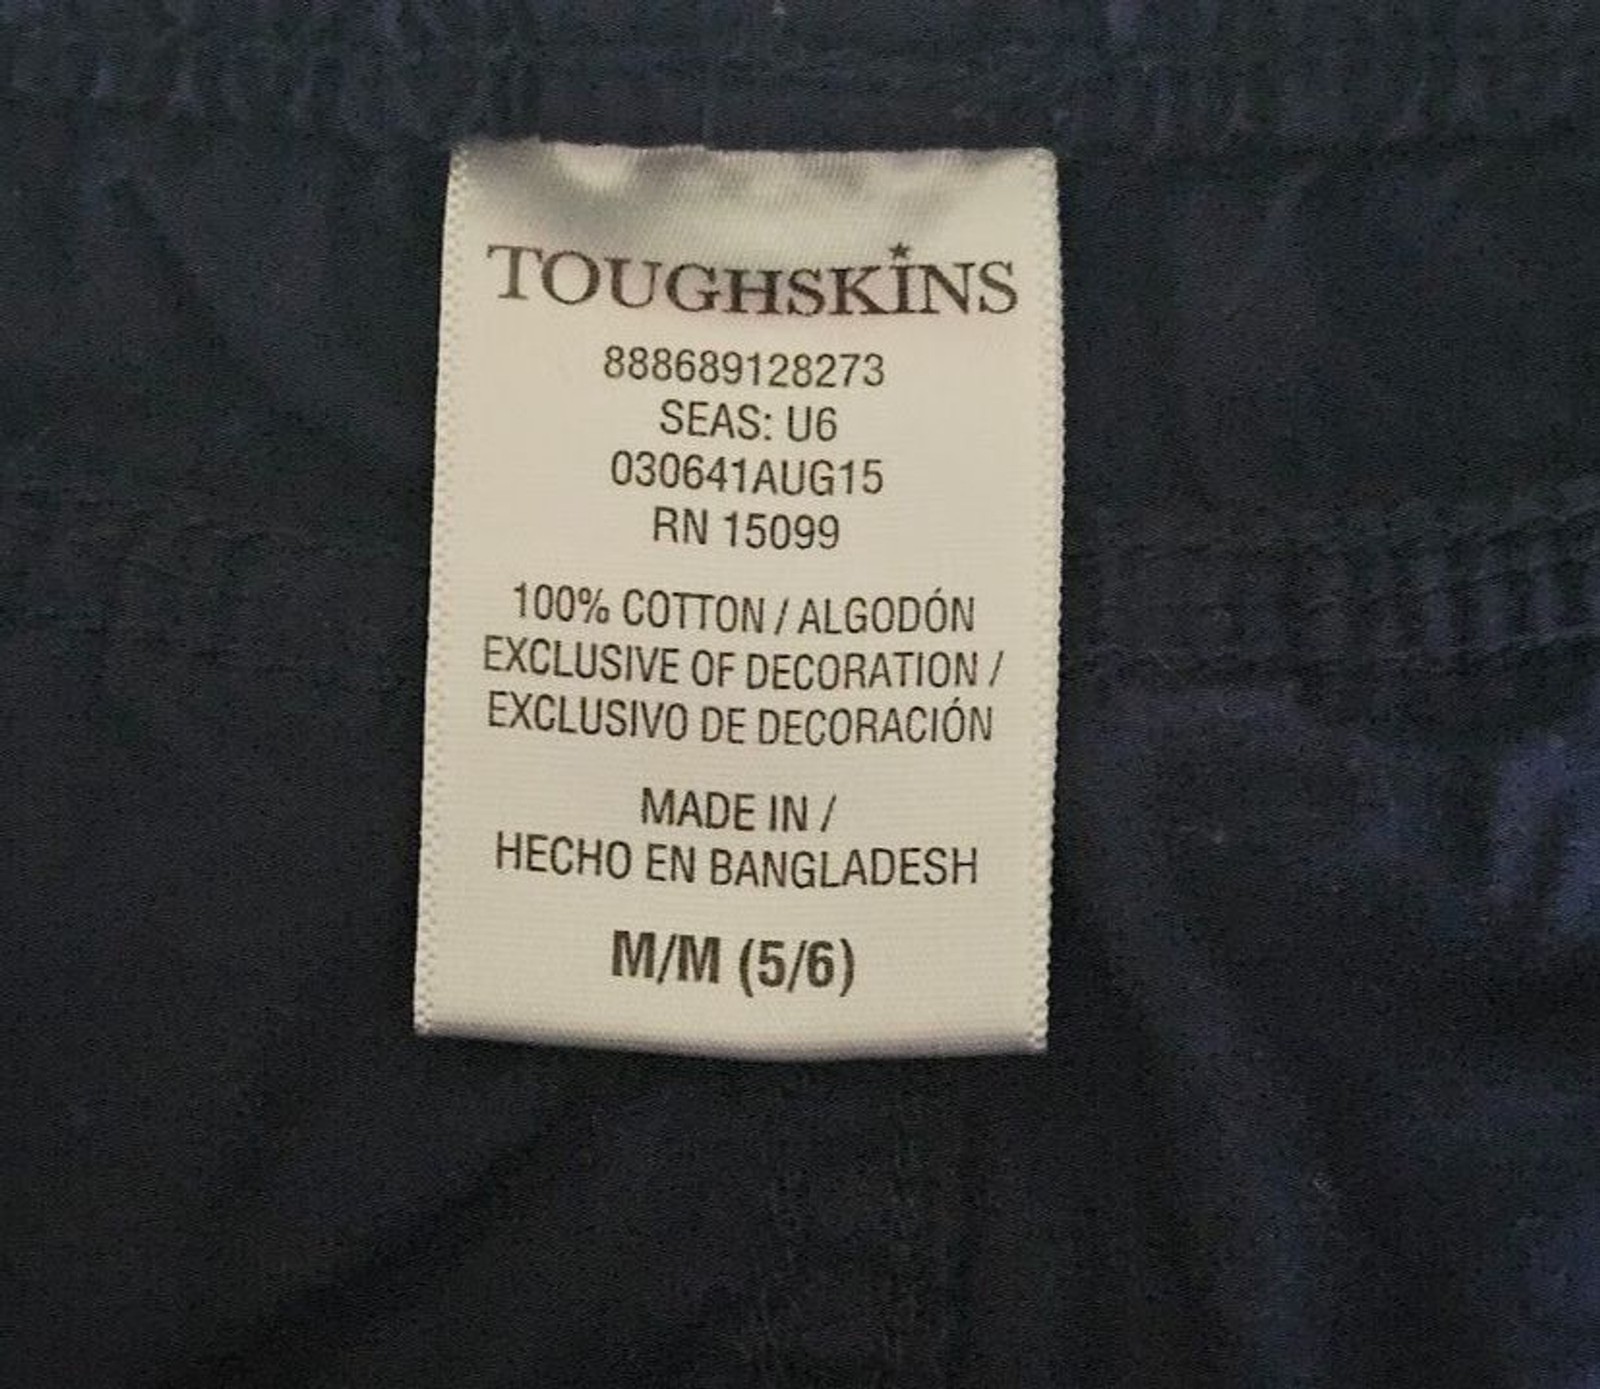 TOUGHSKINS
888689128273
SEAS: U6
030641AUG15
RN 15099
100% COTTON / ALGODÓN
EXCLUSIVE OF DECORATION /
EXCLUSIVO DE DECORACIÓN
MADE IN /
HECHO EN BANGLADESH
M/M (5/6)